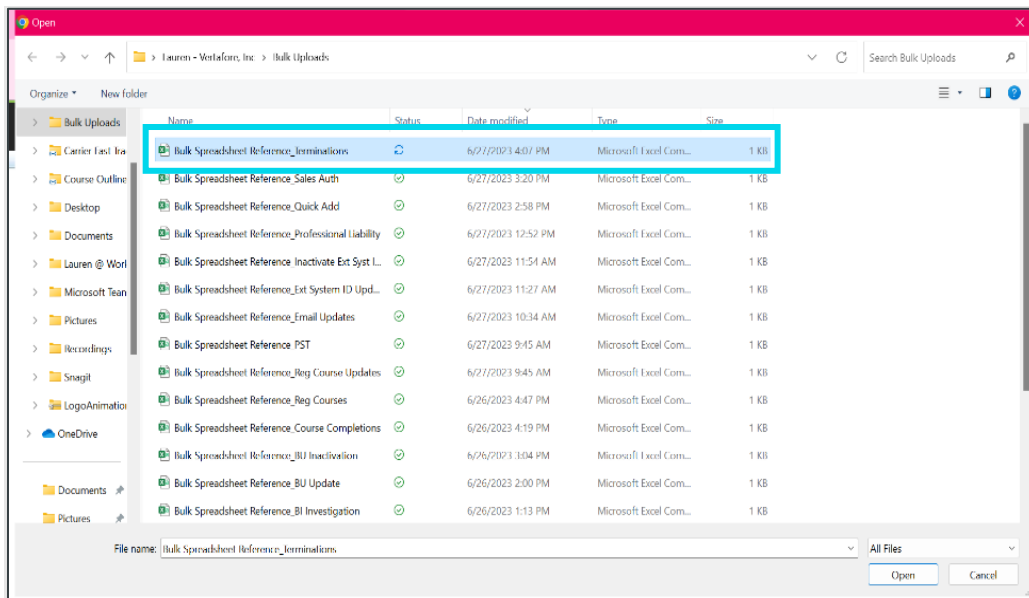 Open
Lauren - Vertafore, Inc > Bulk Uploads
Search Bulk Uploads
Organize
New folder
Name Status Date modified Type Size
Bulk Uploads
Carrier Fast Tra
Course Outline
Desktop
Documents
Lauren @ Worl
Microsoft Tean
Pictures
Recordings
Snagit
LogoAnimation
OneDrive
Documents
Pictures
Bulk Spreadsheet Reference_Terminations 6/27/2023 4:07 PM Microsoft Excel Com... 1 KB
Bulk Spreadsheet Reference_Sales Auth 6/27/2023 3:20 PM Microsoft Excel Com... 1 KB
Bulk Spreadsheet Reference_Quick Add 6/27/2023 2:58 PM Microsoft Excel Com... 1 KB
Bulk Spreadsheet Reference_Professional Liability 6/27/2023 12:52 PM Microsoft Excel Com... 1 KB
Bulk Spreadsheet Reference_Inactivate Ext Syst I... 6/27/2023 11:54 AM Microsoft Excel Com... 1 KB
Bulk Spreadsheet Reference_Ext System ID Upd... 6/27/2023 11:27 AM Microsoft Excel Com... 1 KB
Bulk Spreadsheet Reference_Email Updates 6/27/2023 10:34 AM Microsoft Excel Com... 1 KB
Bulk Spreadsheet Reference_PST 6/27/2023 9:45 AM Microsoft Excel Com... 1 KB
Bulk Spreadsheet Reference_Reg Course Updates 6/27/2023 9:45 AM Microsoft Excel Com... 1 KB
Bulk Spreadsheet Reference_Reg Courses 6/26/2023 4:47 PM Microsoft Excel Com... 1 KB
Bulk Spreadsheet Reference_Course Completions 6/26/2023 4:19 PM Microsoft Excel Com... 1 KB
Bulk Spreadsheet Reference_BU Inactivation 6/26/2023 3:04 PM Microsoft Excel Com... 1 KB
Bulk Spreadsheet Reference_BU Update 6/26/2023 2:00 PM Microsoft Excel Com... 1 KB
Bulk Spreadsheet Reference_BI Investigation 6/26/2023 1:13 PM Microsoft Excel Com... 1 KB
File name: Bulk Spreadsheet Reference_Terminations
All Files
Open Cancel